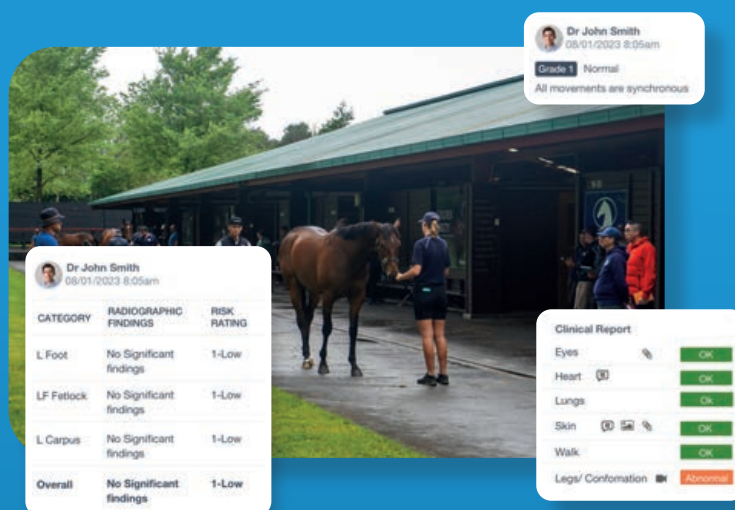 Dr John Smith
08/01/2023 8:05am
Grade 1 Normal
All movements are synchronous
Dr John Smith
08/01/2023 8:05am
CATEGORY RADIOGRAPHIC FINDINGS RISK RATING
L Foot No Significant findings 1-Low
LF Fetlock No Significant findings 1-Low
L Carpus No Significant findings 1-Low
Overall No Significant findings 1-Low
Clinical Report
Eyes OK
Heart OK
Lungs Ok
Skin OK
Walk OK
Legs/ Confomation Abnormal